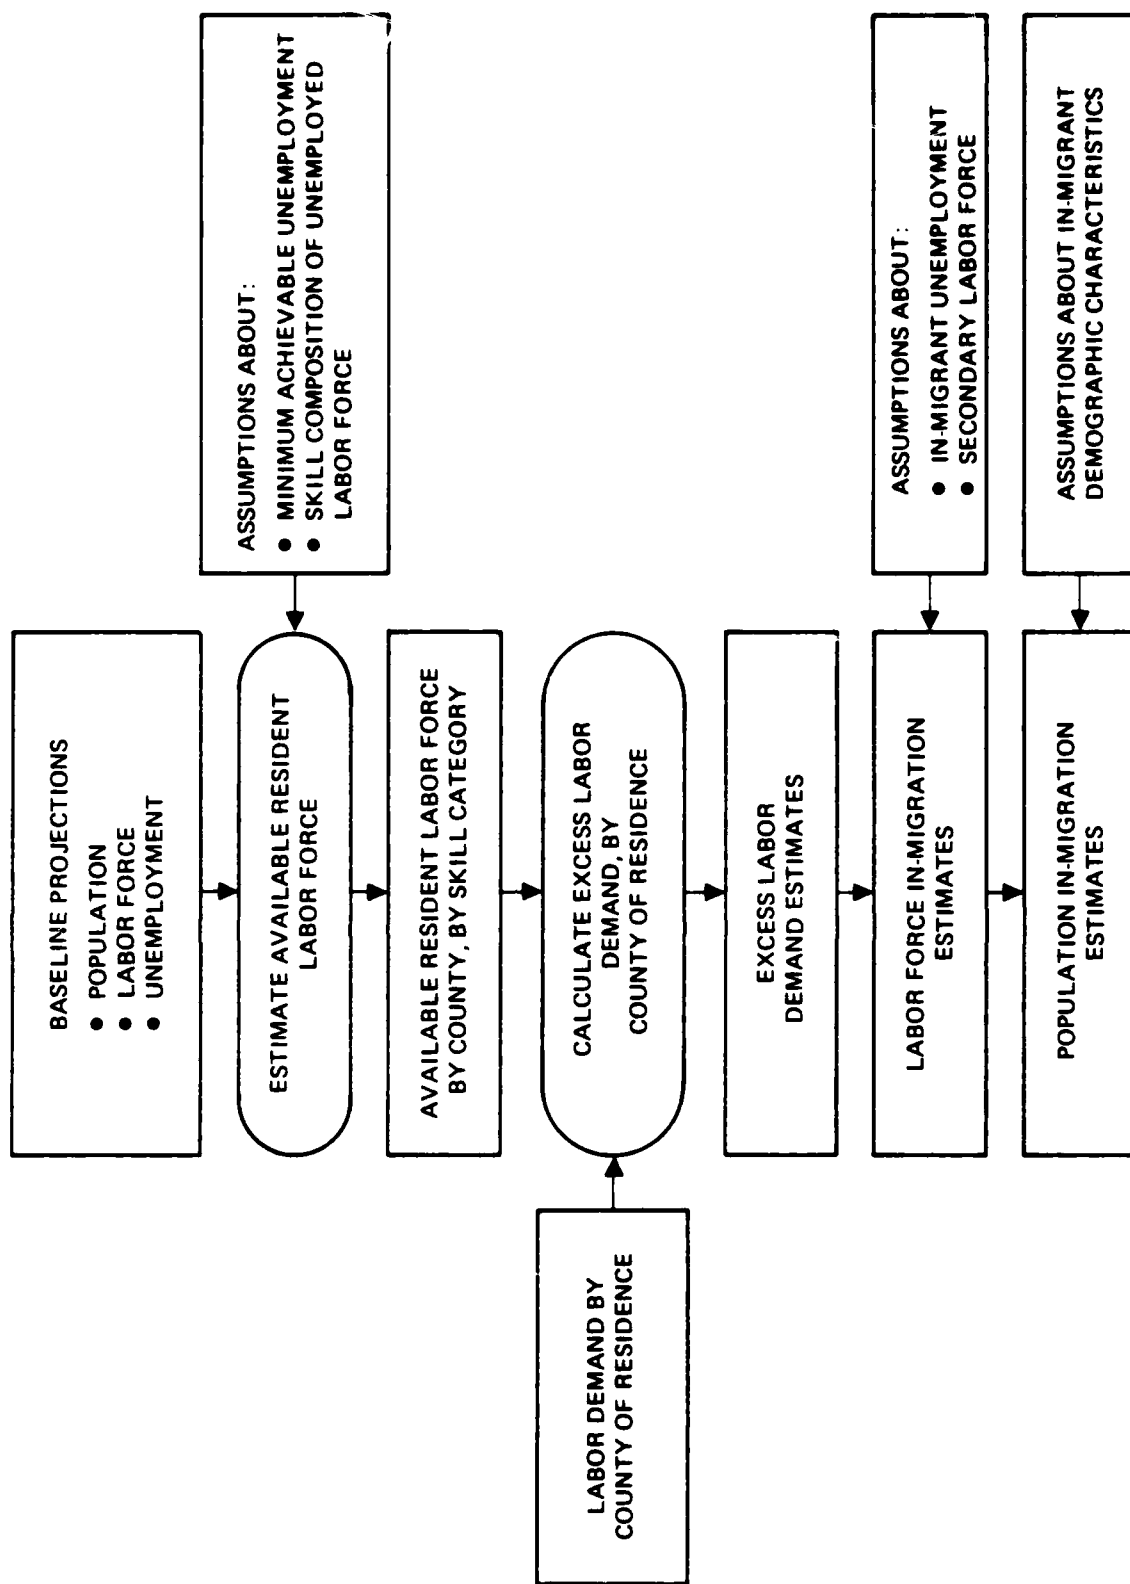 BASELINE PROJECTIONS
● POPULATION
● LABOR FORCE
● UNEMPLOYMENT
ASSUMPTIONS ABOUT:
● MINIMUM ACHIEVABLE UNEMPLOYMENT
● SKILL COMPOSITION OF UNEMPLOYED
LABOR FORCE
ESTIMATE AVAILABLE RESIDENT
LABOR FORCE
AVAILABLE RESIDENT LABOR FORCE
BY COUNTY, BY SKILL CATEGORY
LABOR DEMAND BY
COUNTY OF RESIDENCE
CALCULATE EXCESS LABOR
DEMAND, BY
COUNTY OF RESIDENCE
EXCESS LABOR
DEMAND ESTIMATES
LABOR FORCE IN-MIGRATION
ESTIMATES
ASSUMPTIONS ABOUT:
● IN-MIGRANT UNEMPLOYMENT
● SECONDARY LABOR FORCE
POPULATION IN-MIGRATION
ESTIMATES
ASSUMPTIONS ABOUT IN-MIGRANT
DEMOGRAPHIC CHARACTERISTICS